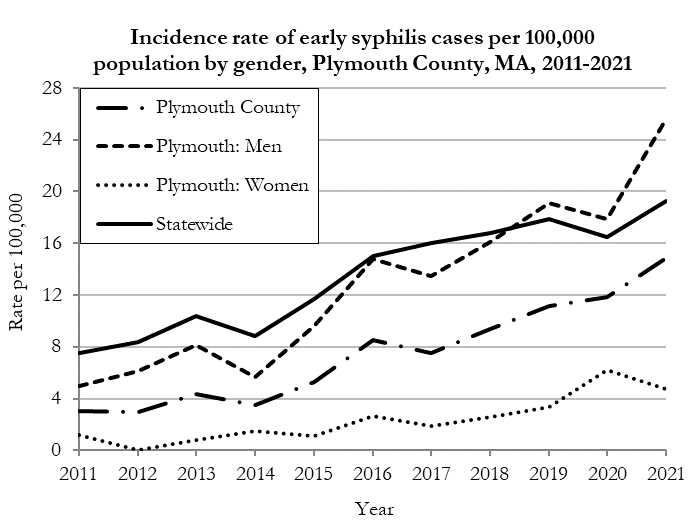 Incidence rate of early syphilis cases per 100,000
population by gender, Plymouth County, MA, 2011-2021
28
24
20
16
12
8
4
0
Rate per 100,000
Plymouth County
Plymouth: Men
Plymouth: Women
Statewide
2011 2012 2013 2014 2015 2016 2017 2018 2019 2020 2021
Year